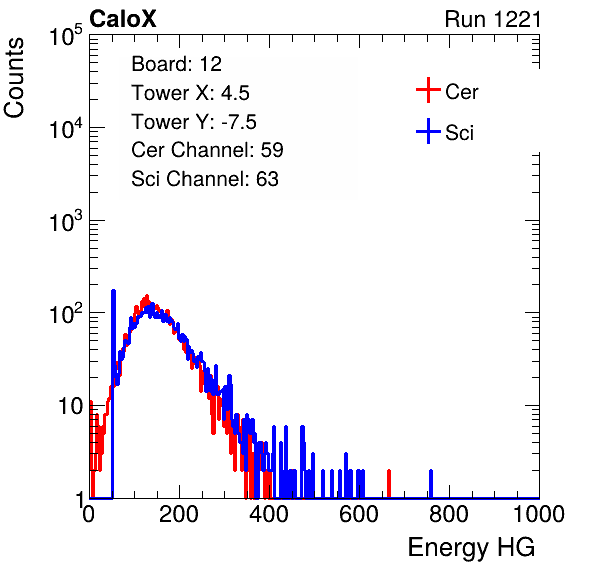 CaloX Run 1221
Counts
10^5
10^4
10^3
10^2
10
1
Board: 12
Tower X: 4.5
Tower Y: -7.5
Cer Channel: 59
Sci Channel: 63
Cer
Sci
0 200 400 600 800 1000
Energy HG